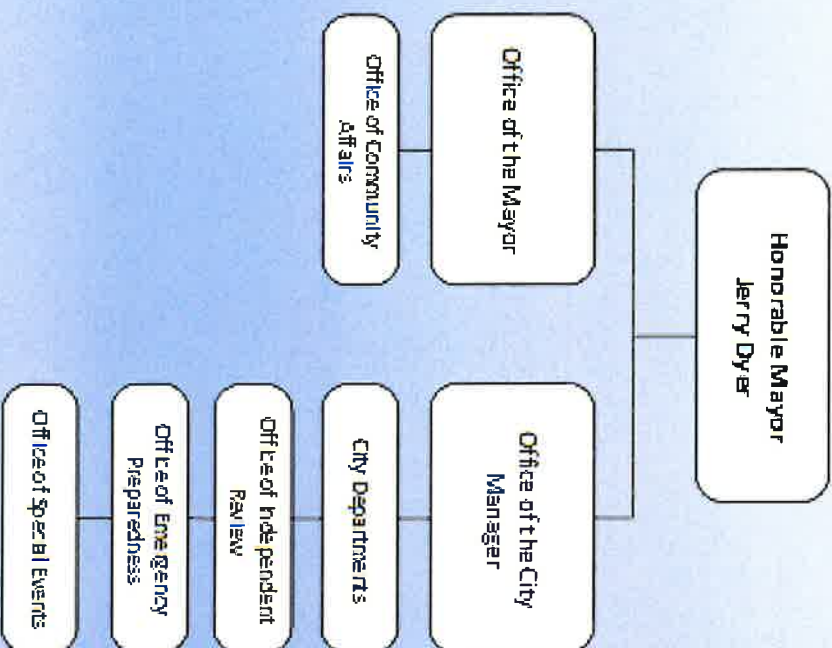 Honorable Mayor
Jerry Dyer
Office of the Mayor
Office of Community
Affairs
Office of the City
Manager
City Departments
Office of Independent
Review
Office of Emergency
Preparedness
Office of Special Events